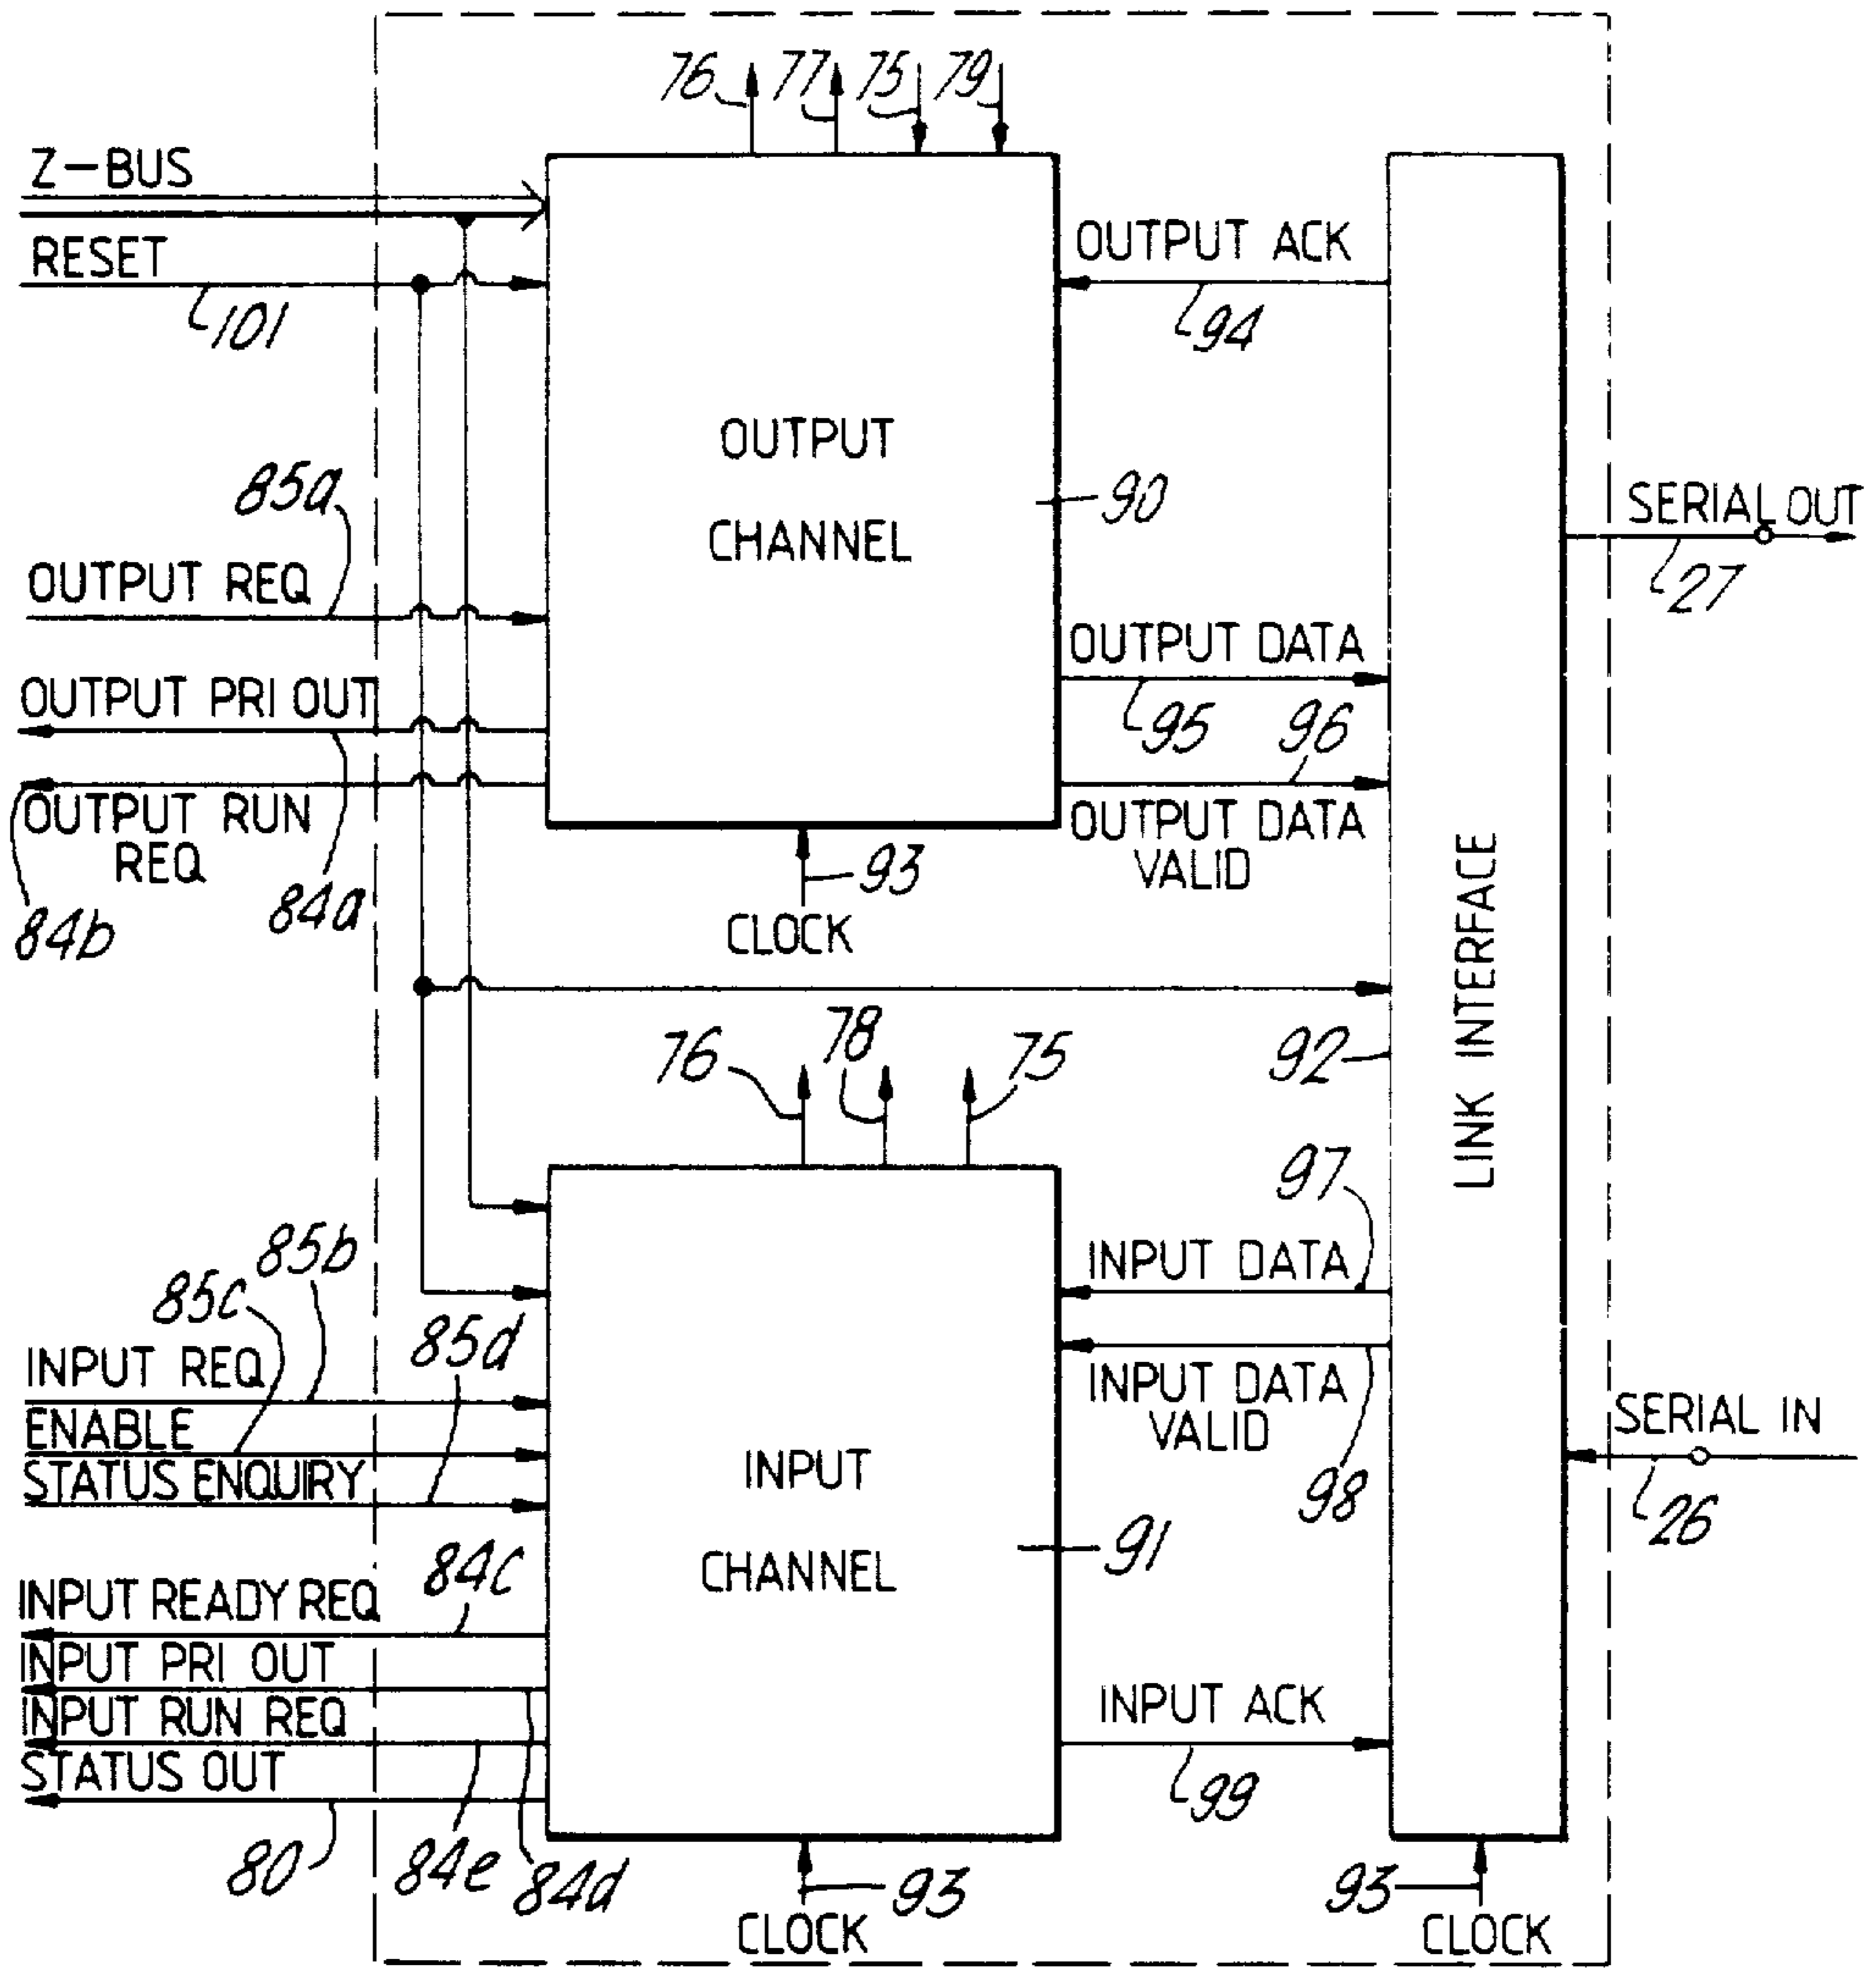 76 77 75 79
Z-BUS
RESET
101
OUTPUT ACK
94
OUTPUT
CHANNEL
90
85a
OUTPUT REQ
SERIAL OUT
27
OUTPUT PRI OUT
OUTPUT DATA
95
96
OUTPUT RUN
REQ
84b
84a
OUTPUT DATA
VALID
93
CLOCK
LINK INTERFACE
92
76 78 75
97
INPUT DATA
85b
85c
85d
INPUT REQ
ENABLE
STATUS ENQUIRY
INPUT DATA
VALID
98
SERIAL IN
26
INPUT
CHANNEL
91
84c
INPUT READY REQ
INPUT PRI OUT
INPUT RUN REQ
STATUS OUT
INPUT ACK
99
80
84e
84d
93
CLOCK
93
CLOCK